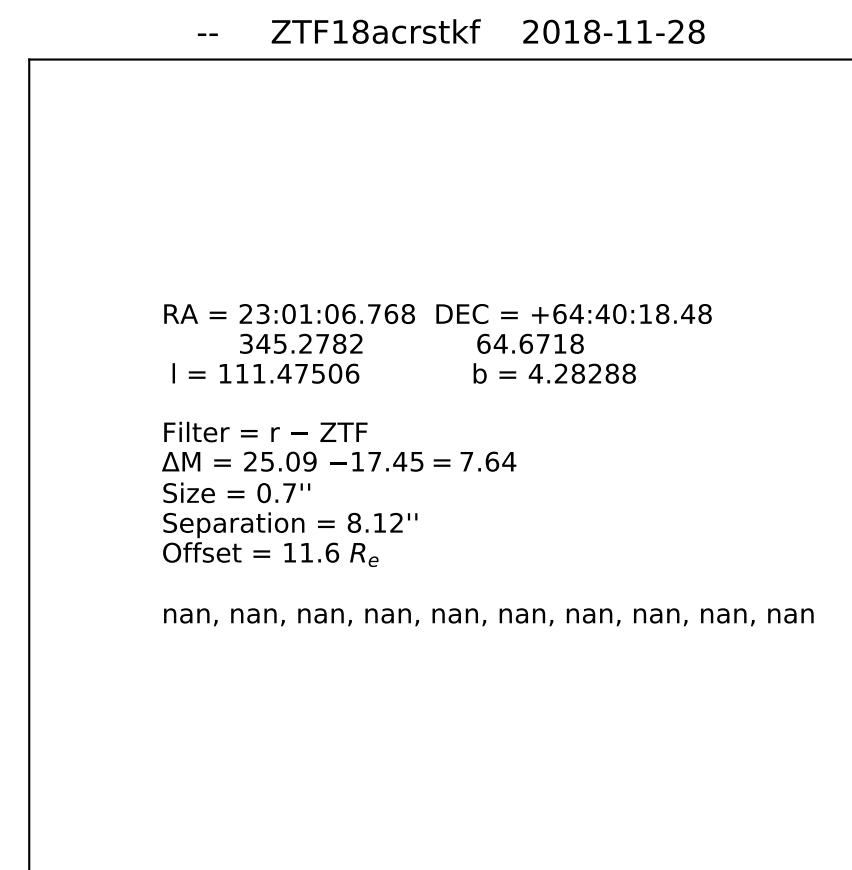 -- ZTF18acrstkf 2018-11-28
RA = 23:01:06.768 DEC = +64:40:18.48
345.2782 64.6718
l = 111.47506 b = 4.28288
Filter = r − ZTF
ΔM = 25.09 −17.45 = 7.64
Size = 0.7''
Separation = 8.12''
Offset = 11.6 Re
nan, nan, nan, nan, nan, nan, nan, nan, nan, nan